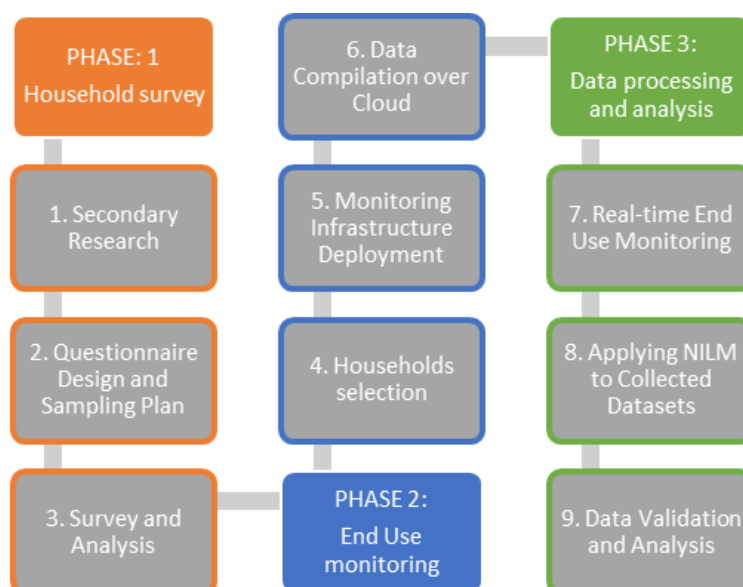 PHASE: 1
Household survey
1. Secondary
Research
2. Questionnaire
Design and
Sampling Plan
3. Survey and
Analysis
PHASE 2:
End Use
monitoring
4. Households
selection
5. Monitoring
Infrastructure
Deployment
6. Data
Compilation over
Cloud
PHASE 3:
Data processing
and analysis
7. Real-time End
Use Monitoring
8. Applying NILM
to Collected
Datasets
9. Data Validation
and Analysis